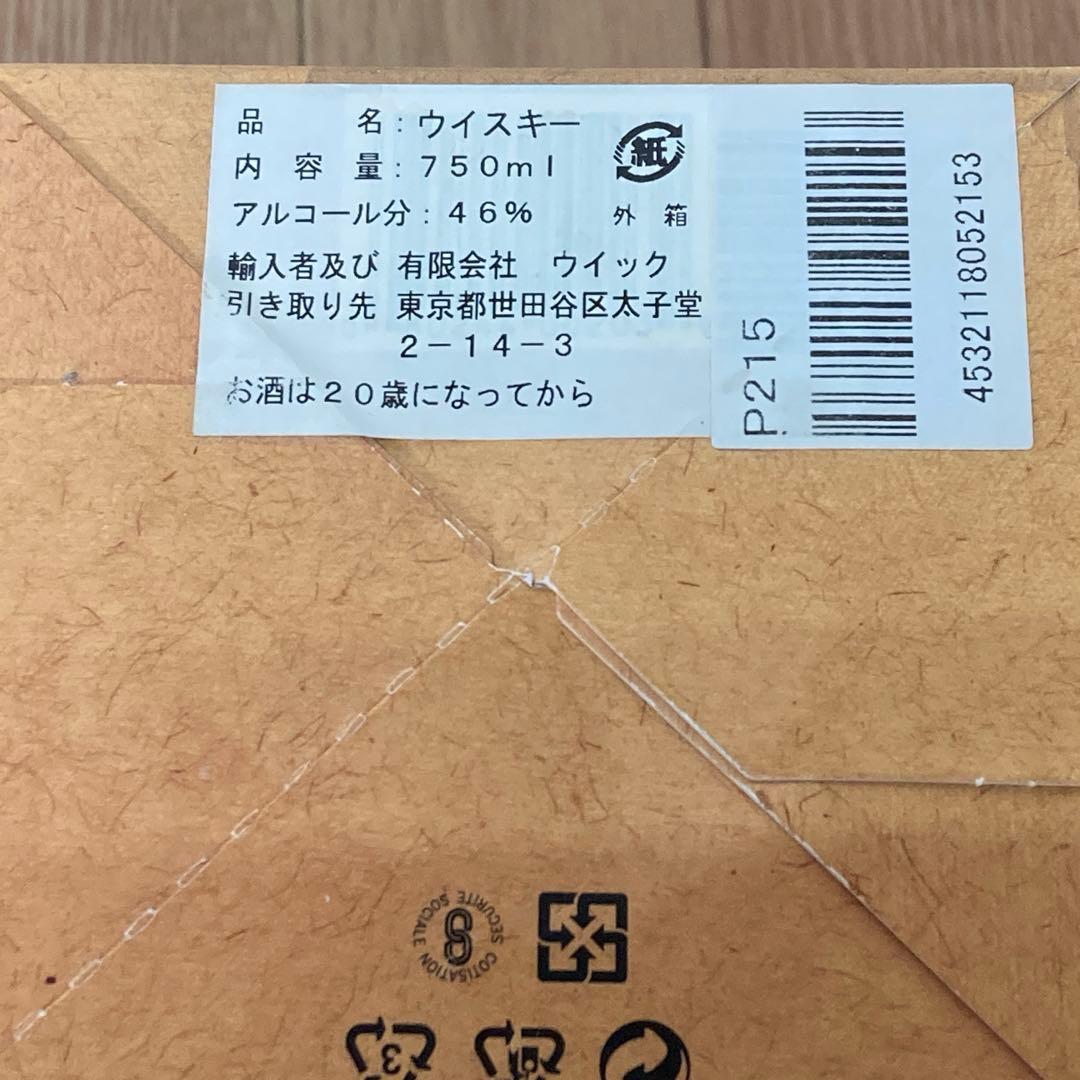 品　　　名：ウイスキー
内　容　量：７５０ｍｌ
アルコール分：４６％
紙
外　箱
輸入者及び　有限会社　ウイック
引き取り先　東京都世田谷区太子堂
２－１４－３
お酒は２０歳になってから
P215
4532118052153
COTISATION SECURITE SOCIALE
3